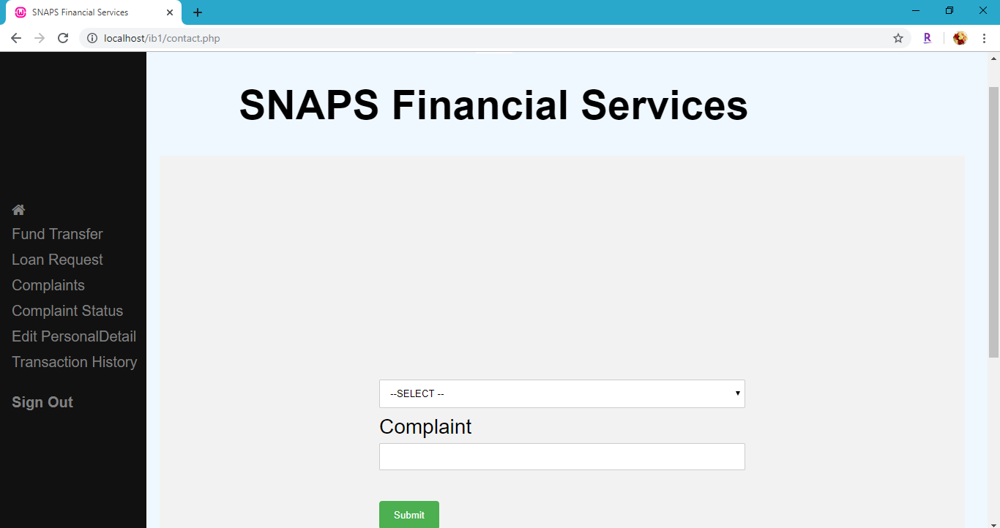 SNAPS Financial Services
localhost/ib1/contact.php
R
SNAPS Financial Services
Fund Transfer
Loan Request
Complaints
Complaint Status
Edit PersonalDetail
Transaction History
Sign Out
--SELECT --
Complaint
Submit